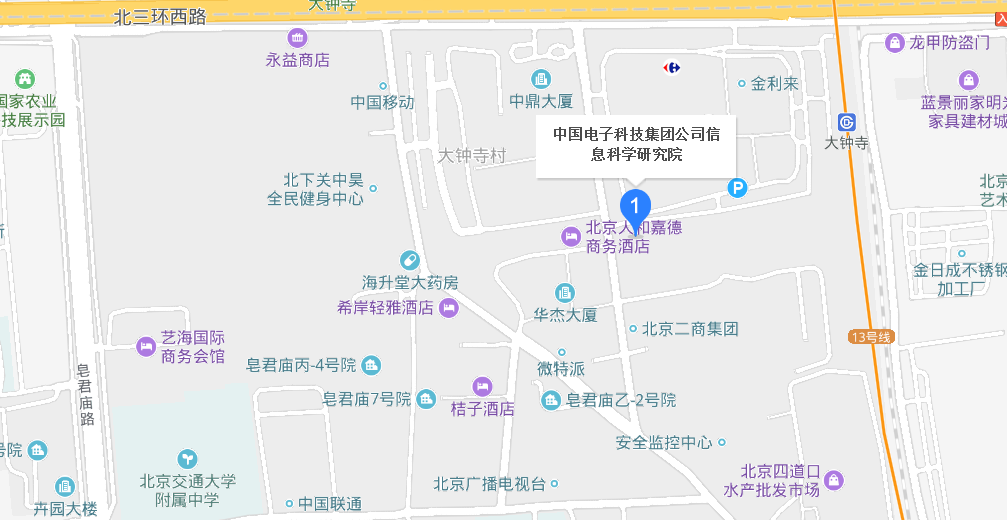 大钟寺
北三环西路
永益商店
龙甲防盗门
中国移动
中鼎大厦
金利来
蓝景丽家明光
家具建材城
国家农业
科技展示园
中国电子科技集团公司信
息科学研究院
大钟寺
大钟寺村
北下关中昊
全民健身中心
P
1
北京
艺术
北京人和嘉德
商务酒店
海升堂大药房
金日成不锈钢
加工厂
希岸轻雅酒店
华杰大厦
北京二商集团
13号线
艺海国际
商务会馆
皂君庙丙-4号院
微特派
皂君庙路
皂君庙7号院
桔子酒店
皂君庙乙-2号院
安全监控中心
号院
北京交通大学
附属中学
北京四道口
水产批发市场
北京广播电视台
卉园大楼
中国联通